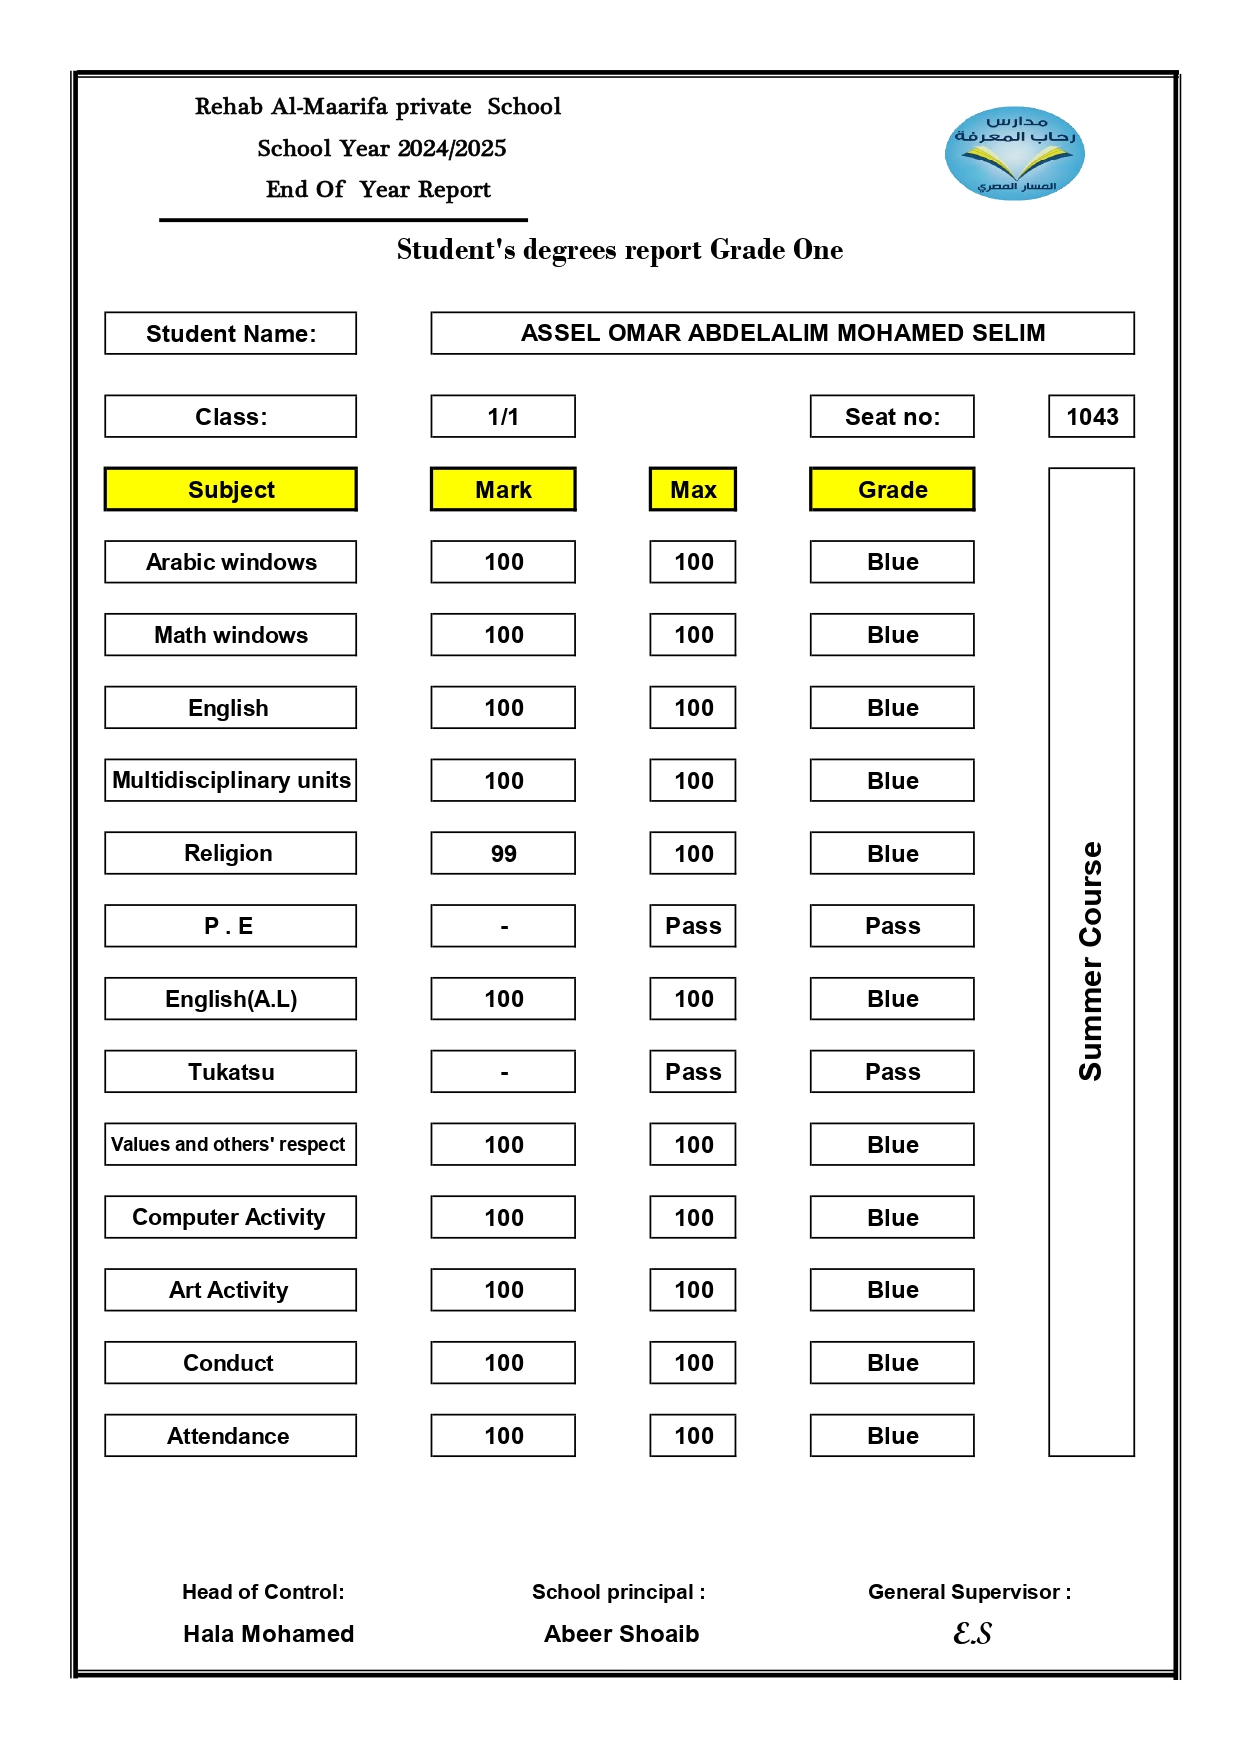 Rehab Al-Maarifa private School
School Year 2024/2025
End Of Year Report
مدارس
رحاب المعرفة
المسار المصري
Student's degrees report Grade One
Student Name: ASSEL OMAR ABDELALIM MOHAMED SELIM
Class: 1/1 Seat no: 1043
Subject Mark Max Grade
Arabic windows 100 100 Blue
Math windows 100 100 Blue
English 100 100 Blue
Multidisciplinary units 100 100 Blue
Religion 99 100 Blue
P . E - Pass Pass
English(A.L) 100 100 Blue
Tukatsu - Pass Pass
Values and others' respect 100 100 Blue
Computer Activity 100 100 Blue
Art Activity 100 100 Blue
Conduct 100 100 Blue
Attendance 100 100 Blue
Summer Course
Head of Control: School principal : General Supervisor :
Hala Mohamed Abeer Shoaib E.S